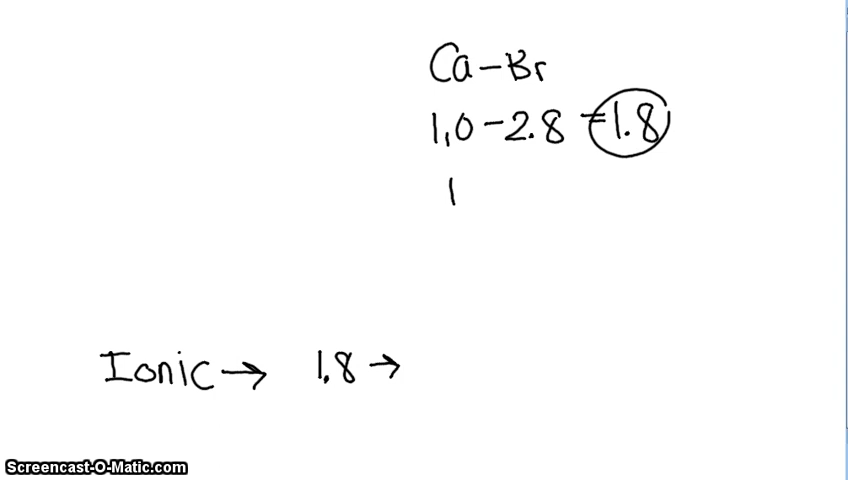 Ca-Br
1,0-2.8=1.8
1
Ionic→ 1.8→
Screencast-O-Matic.com